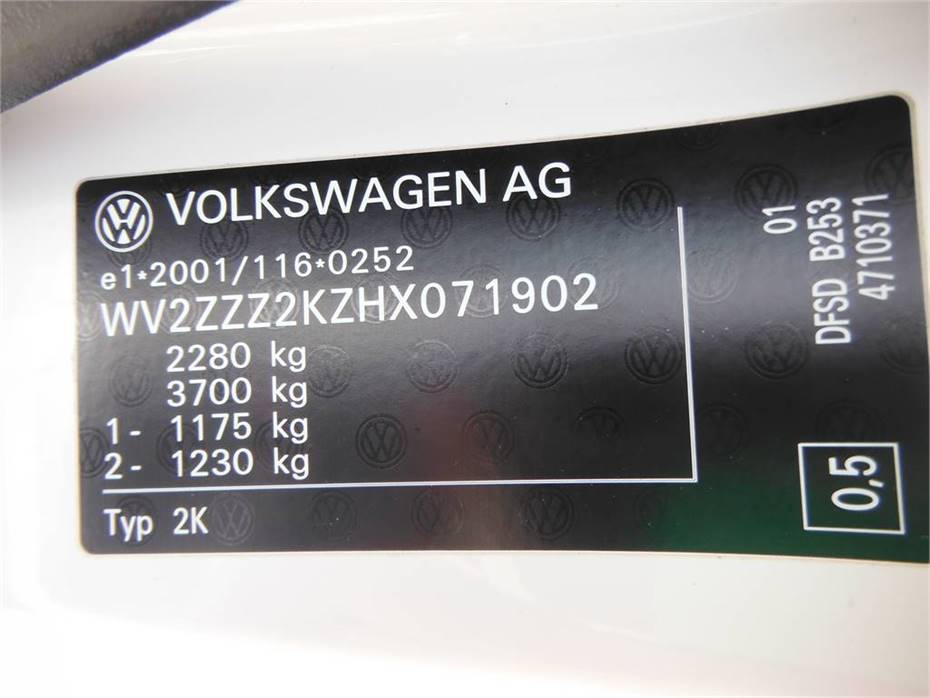 VOLKSWAGEN AG
e1*2001/116*0252
WV2ZZZ2KZHX071902
2280 kg
3700 kg
1- 1175 kg
2- 1230 kg
Typ 2K
01
DFSD B253
4710371
0,5